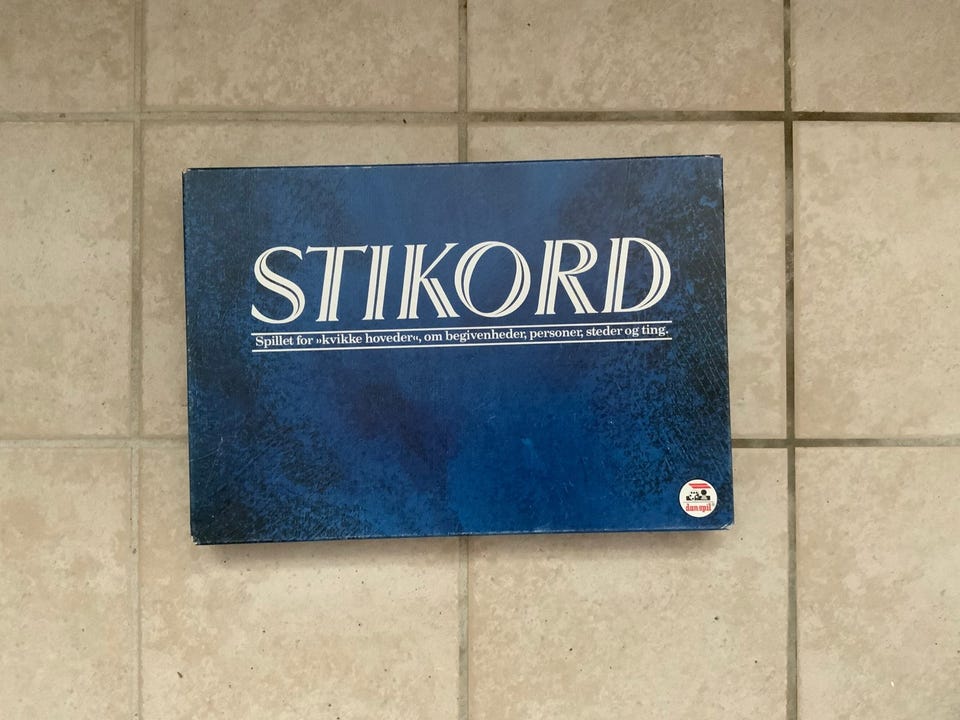 STIKORD
Spillet for »kvikke hoveder«, om begivenheder, personer, steder og ting.
danspil